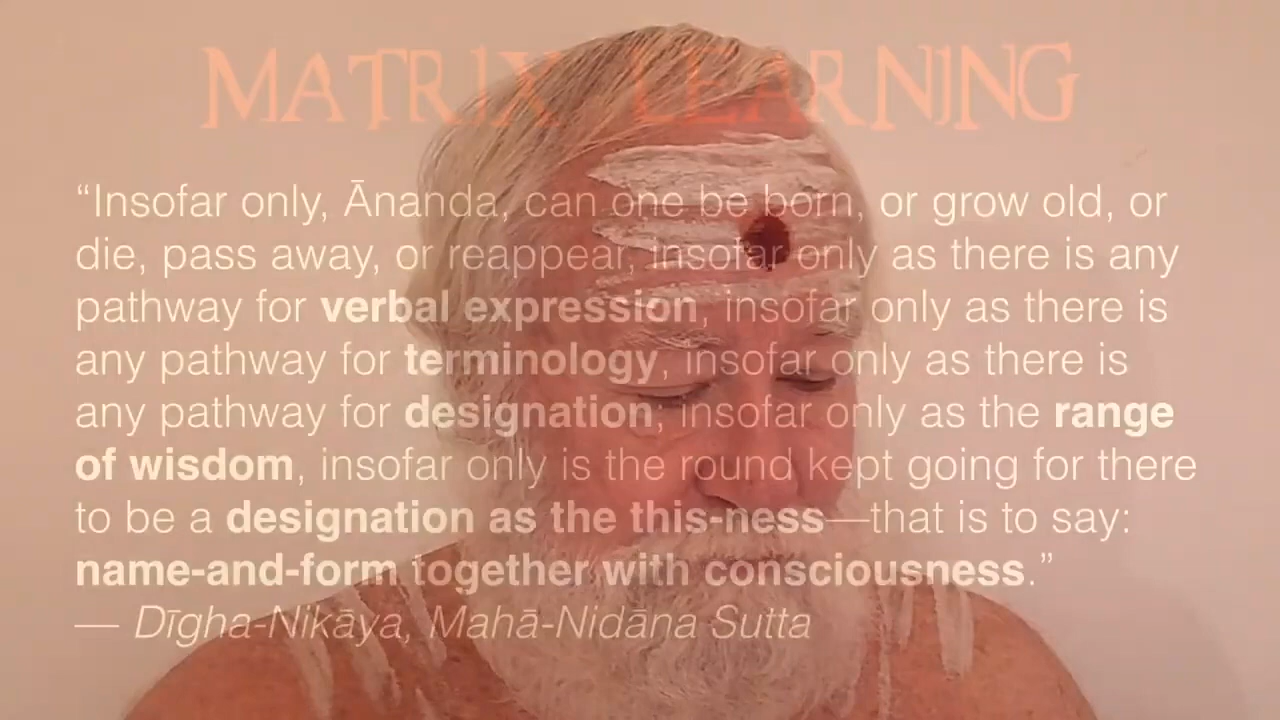 MATRIX LEARNING
“Insofar only, Ānanda, can one be born, or grow old, or
die, pass away, or reappear, insofar only as there is any
pathway for verbal expression, insofar only as there is
any pathway for terminology, insofar only as there is
any pathway for designation, insofar only as the range
of wisdom, insofar only is the round kept going for there
to be a designation as the this-ness—that is to say:
name-and-form together with consciousness.”
— Dīgha-Nikāya, Mahā-Nidāna Sutta